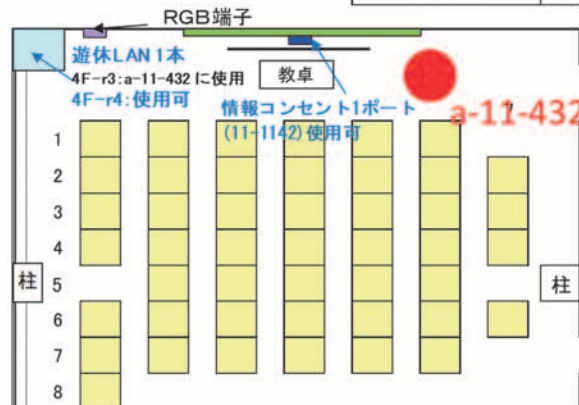 RGB端子
遊休LAN1本
4F-r3:a-11-432に使用
4F-r4:使用可
教卓
情報コンセント1ポート
(11-1142)使用可
a-11-432
1
2
3
4
柱
柱
5
6
7
8